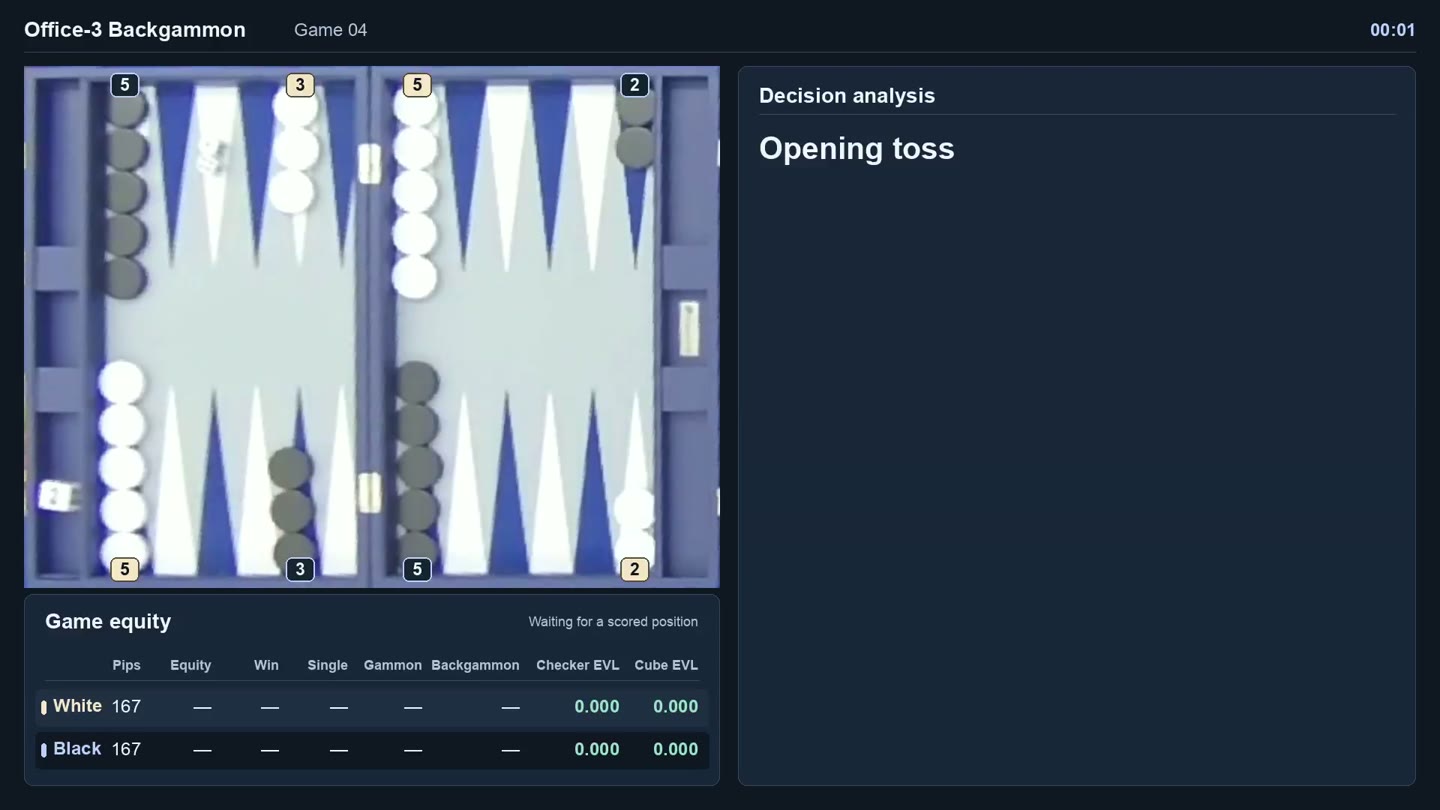 Office-3 Backgammon Game 04 00:01
5 3 5 2
5 3 5 2
Decision analysis
Opening toss
Game equity Waiting for a scored position
Pips Equity Win Single Gammon Backgammon Checker EVL Cube EVL
White 167 — — — — — 0.000 0.000
Black 167 — — — — — 0.000 0.000